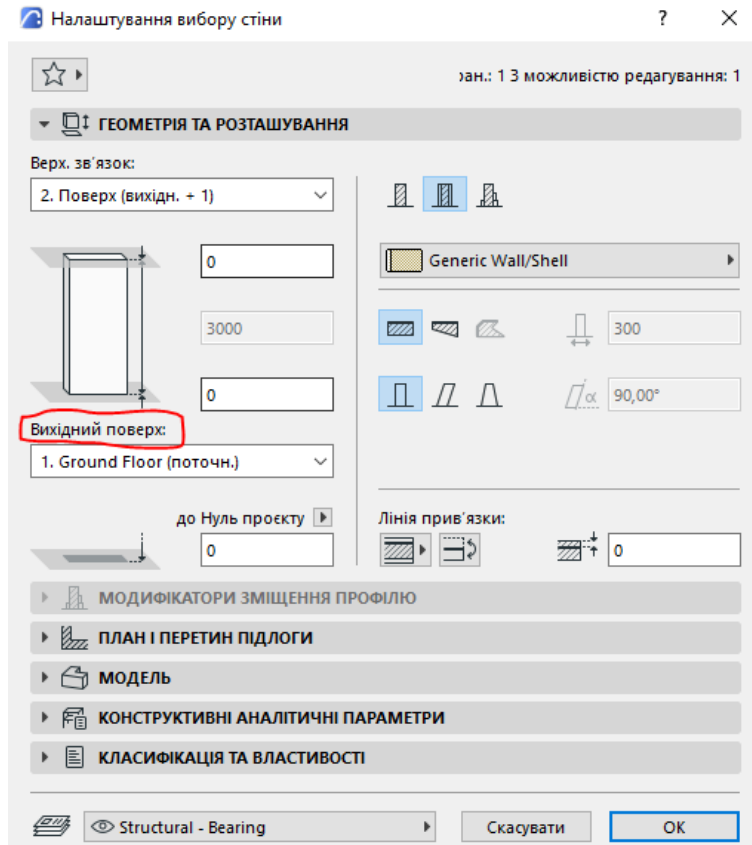 Налаштування вибору стіни
?
ран.: 1 З можливістю редагування: 1
ГЕОМЕТРІЯ ТА РОЗТАШУВАННЯ
Верх. зв'язок:
2. Поверх (вихідн. + 1)
0
Generic Wall/Shell
3000
300
0
α 90,00°
Вихідний поверх:
1. Ground Floor (поточн.)
до Нуль проєкту
Лінія прив'язки:
0
0
МОДИФІКАТОРИ ЗМІЩЕННЯ ПРОФІЛЮ
ПЛАН І ПЕРЕТИН ПІДЛОГИ
МОДЕЛЬ
КОНСТРУКТИВНІ АНАЛІТИЧНІ ПАРАМЕТРИ
КЛАСИФІКАЦІЯ ТА ВЛАСТИВОСТІ
Structural - Bearing
Скасувати
OK